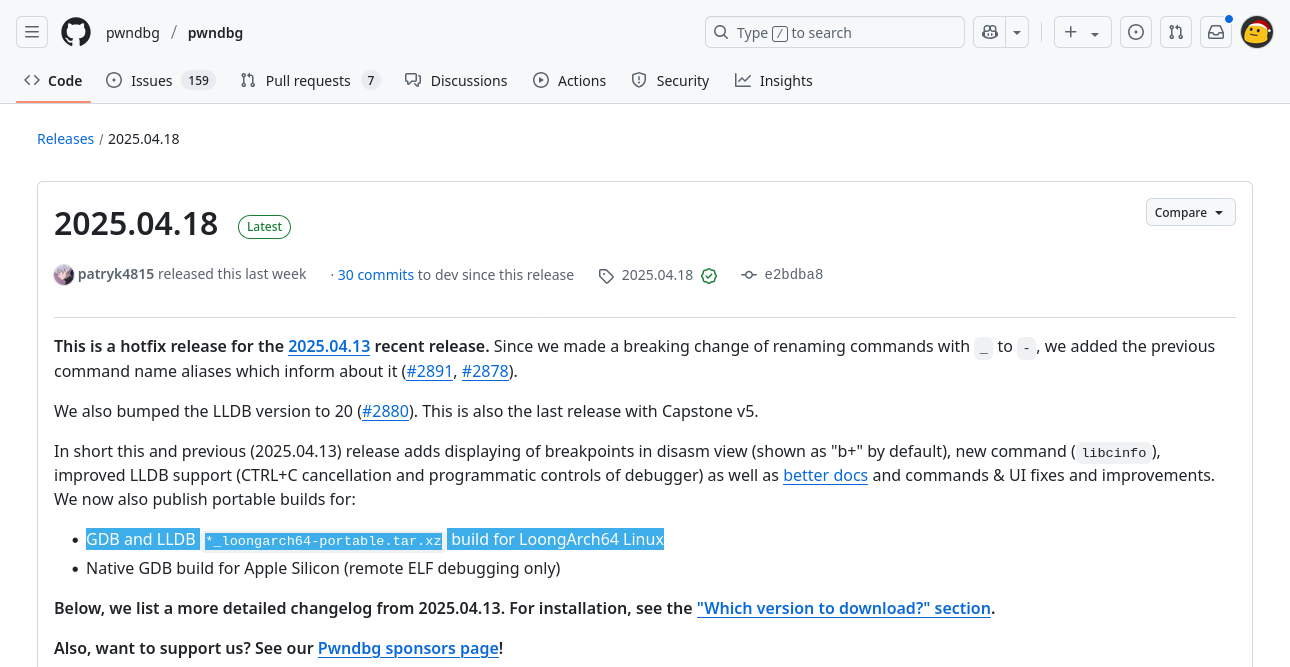 pwndbg / pwndbg
Type / to search
Code
Issues 159
Pull requests 7
Discussions
Actions
Security
Insights
Releases / 2025.04.18
2025.04.18 Latest
Compare
patryk4815 released this last week · 30 commits to dev since this release 2025.04.18 e2bdba8
This is a hotfix release for the 2025.04.13 recent release. Since we made a breaking change of renaming commands with _ to -, we added the previous
command name aliases which inform about it (#2891, #2878).
We also bumped the LLDB version to 20 (#2880). This is also the last release with Capstone v5.
In short this and previous (2025.04.13) release adds displaying of breakpoints in disasm view (shown as "b+" by default), new command ( libcinfo ),
improved LLDB support (CTRL+C cancellation and programmatic controls of debugger) as well as better docs and commands & UI fixes and improvements.
We now also publish portable builds for:
• GDB and LLDB *_loongarch64-portable.tar.xz build for LoongArch64 Linux
• Native GDB build for Apple Silicon (remote ELF debugging only)
Below, we list a more detailed changelog from 2025.04.13. For installation, see the "Which version to download?" section.
Also, want to support us? See our Pwndbg sponsors page!